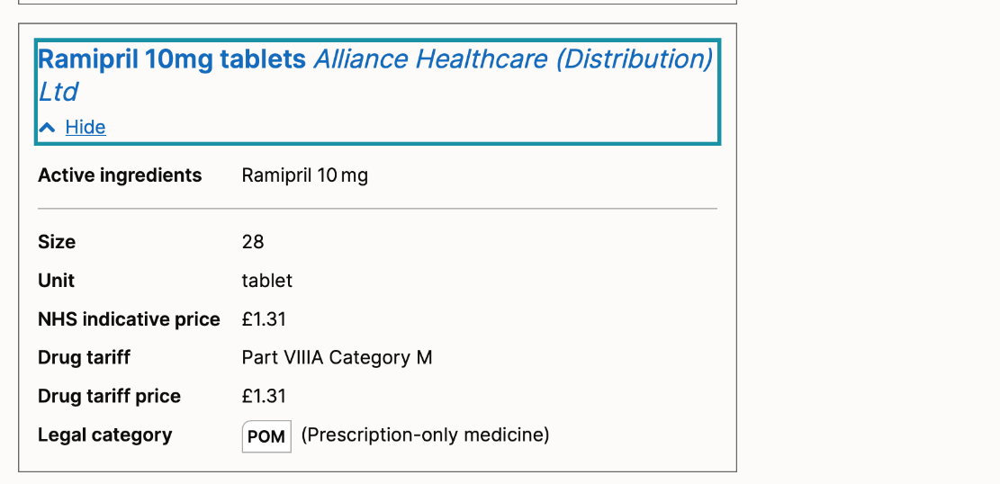 Ramipril 10mg tablets Alliance Healthcare (Distribution)
Ltd
Hide
Active ingredients Ramipril 10 mg
Size 28
Unit tablet
NHS indicative price £1.31
Drug tariff Part VIIIA Category M
Drug tariff price £1.31
Legal category POM (Prescription-only medicine)